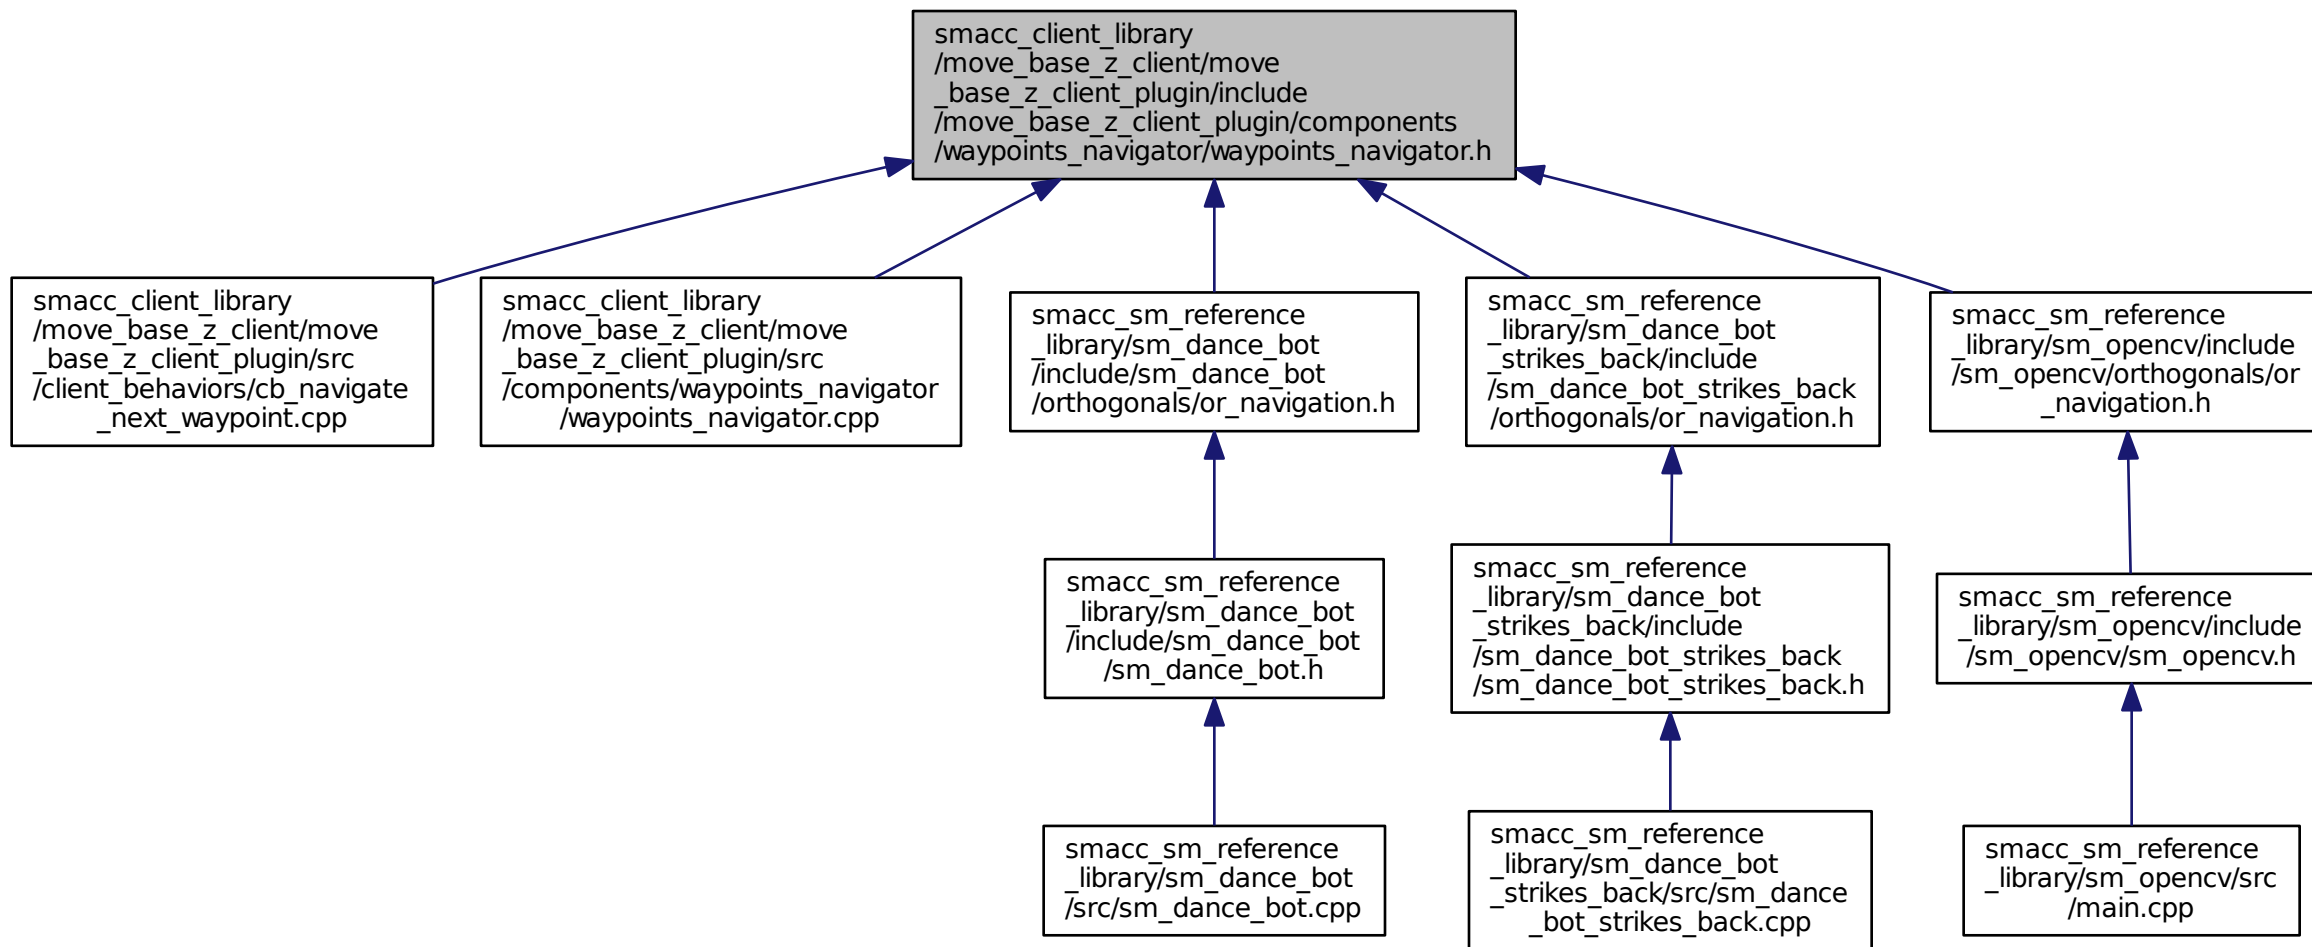 smacc_client_library
/move_base_z_client/move
_base_z_client_plugin/include
/move_base_z_client_plugin/components
/waypoints_navigator/waypoints_navigator.h
smacc_client_library
/move_base_z_client/move
_base_z_client_plugin/src
/client_behaviors/cb_navigate
_next_waypoint.cpp
smacc_client_library
/move_base_z_client/move
_base_z_client_plugin/src
/components/waypoints_navigator
/waypoints_navigator.cpp
smacc_sm_reference
_library/sm_dance_bot
/include/sm_dance_bot
/orthogonals/or_navigation.h
smacc_sm_reference
_library/sm_dance_bot
_strikes_back/include
/sm_dance_bot_strikes_back
/orthogonals/or_navigation.h
smacc_sm_reference
_library/sm_opencv/include
/sm_opencv/orthogonals/or
_navigation.h
smacc_sm_reference
_library/sm_dance_bot
/include/sm_dance_bot
/sm_dance_bot.h
smacc_sm_reference
_library/sm_dance_bot
_strikes_back/include
/sm_dance_bot_strikes_back
/sm_dance_bot_strikes_back.h
smacc_sm_reference
_library/sm_opencv/include
/sm_opencv/sm_opencv.h
smacc_sm_reference
_library/sm_dance_bot
/src/sm_dance_bot.cpp
smacc_sm_reference
_library/sm_dance_bot
_strikes_back/src/sm_dance
_bot_strikes_back.cpp
smacc_sm_reference
_library/sm_opencv/src
/main.cpp